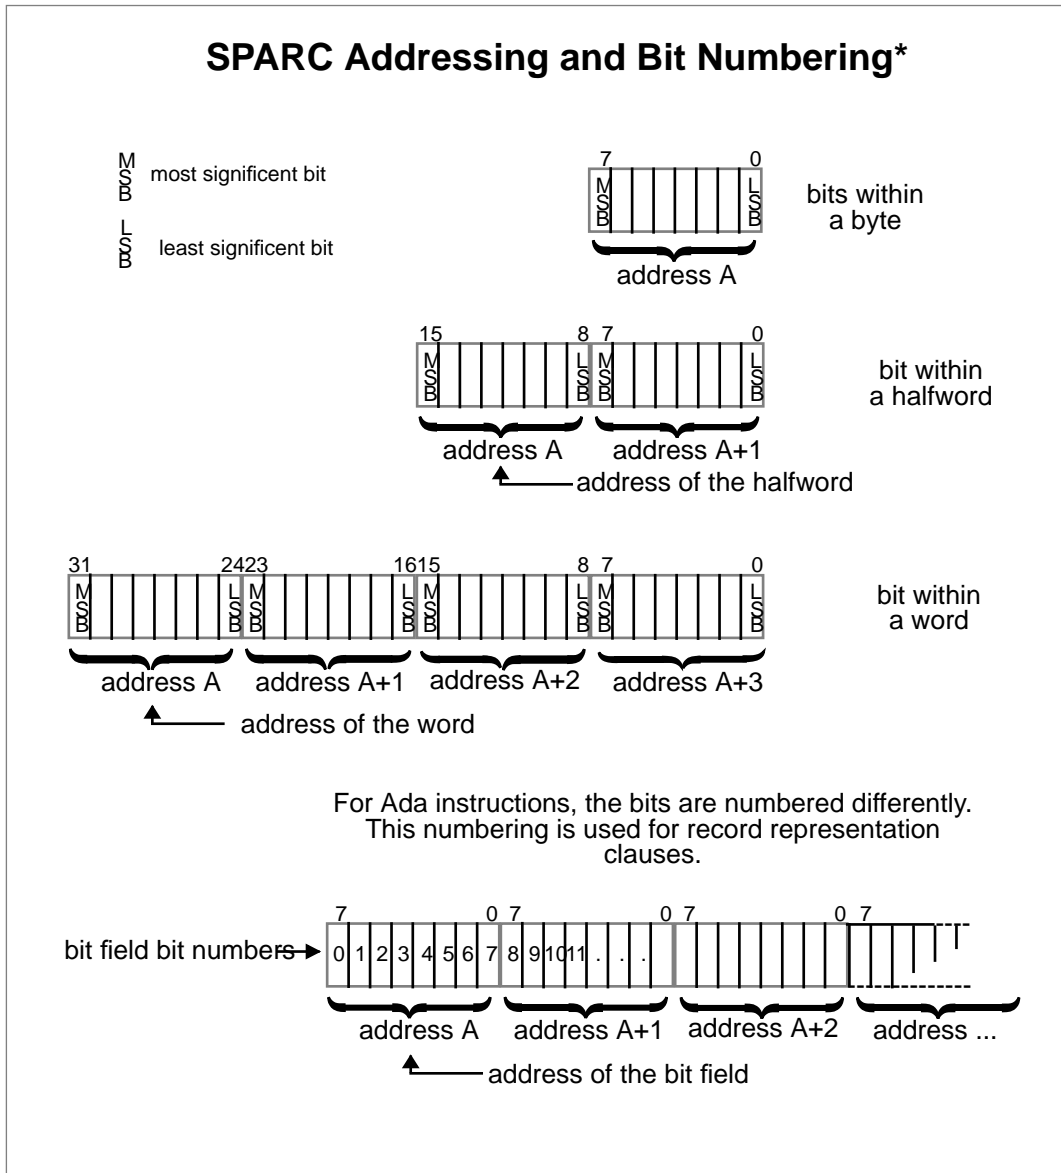 SPARC Addressing and Bit Numbering*
MSB most significant bit
LSB least significant bit
7 0
MSB LSB
bits within
a byte
address A
15 8 7 0
MSB LSB MSB LSB
bit within
a halfword
address A address A+1
address of the halfword
31 24 23 16 15 8 7 0
MSB LSB MSB LSB MSB LSB MSB LSB
bit within
a word
address A address A+1 address A+2 address A+3
address of the word
For Ada instructions, the bits are numbered differently.
This numbering is used for record representation
clauses.
7 0 7 0 7 0 7
bit field bit numbers 0 1 2 3 4 5 6 7 8 9 10 11 . . .
address A address A+1 address A+2 address ...
address of the bit field